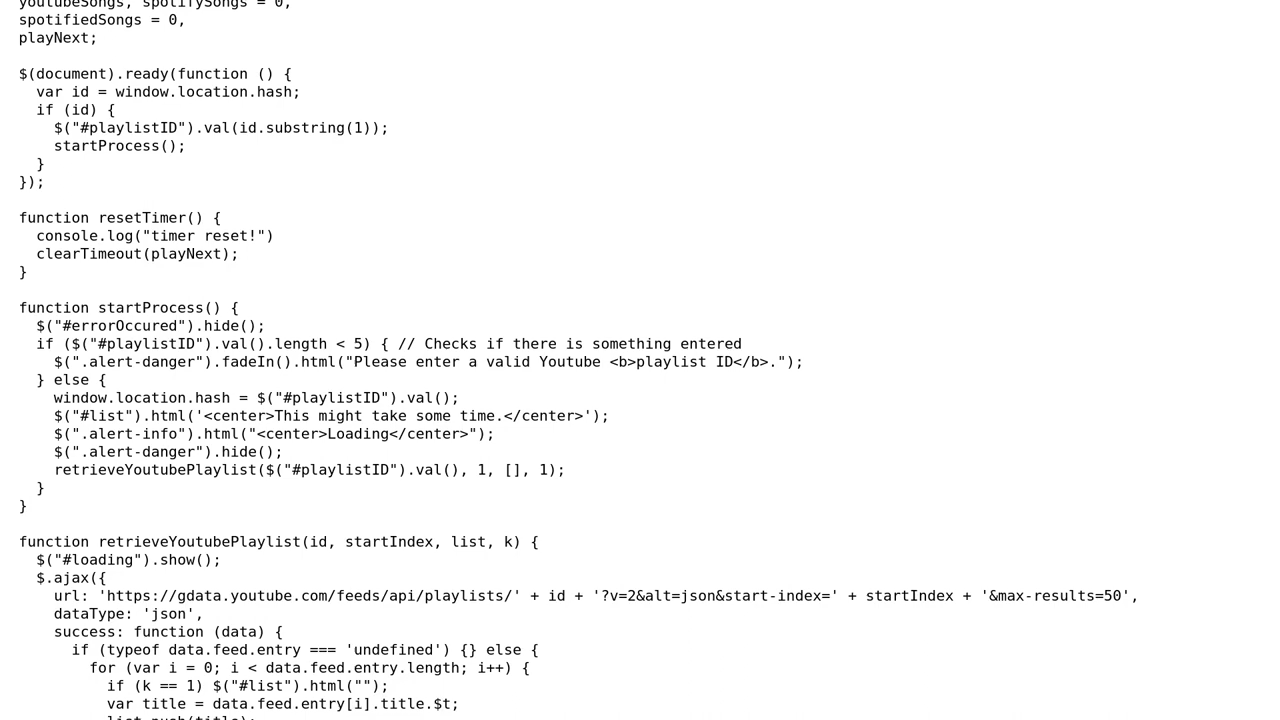 youtubeSongs, spotifySongs = 0,
spotifiedSongs = 0,
playNext;

$(document).ready(function () {
  var id = window.location.hash;
  if (id) {
    $("#playlistID").val(id.substring(1));
    startProcess();
  }
});

function resetTimer() {
  console.log("timer reset!")
  clearTimeout(playNext);
}

function startProcess() {
  $("#errorOccured").hide();
  if ($("#playlistID").val().length < 5) { // Checks if there is something entered
    $(".alert-danger").fadeIn().html("Please enter a valid Youtube <b>playlist ID</b>.");
  } else {
    window.location.hash = $("#playlistID").val();
    $("#list").html('<center>This might take some time.</center>');
    $(".alert-info").html("<center>Loading</center>");
    $(".alert-danger").hide();
    retrieveYoutubePlaylist($("#playlistID").val(), 1, [], 1);
  }
}

function retrieveYoutubePlaylist(id, startIndex, list, k) {
  $("#loading").show();
  $.ajax({
    url: 'https://gdata.youtube.com/feeds/api/playlists/' + id + '?v=2&alt=json&start-index=' + startIndex + '&max-results=50',
    dataType: 'json',
    success: function (data) {
      if (typeof data.feed.entry === 'undefined') {} else {
        for (var i = 0; i < data.feed.entry.length; i++) {
          if (k == 1) $("#list").html("");
          var title = data.feed.entry[i].title.$t;
          list.push(title);